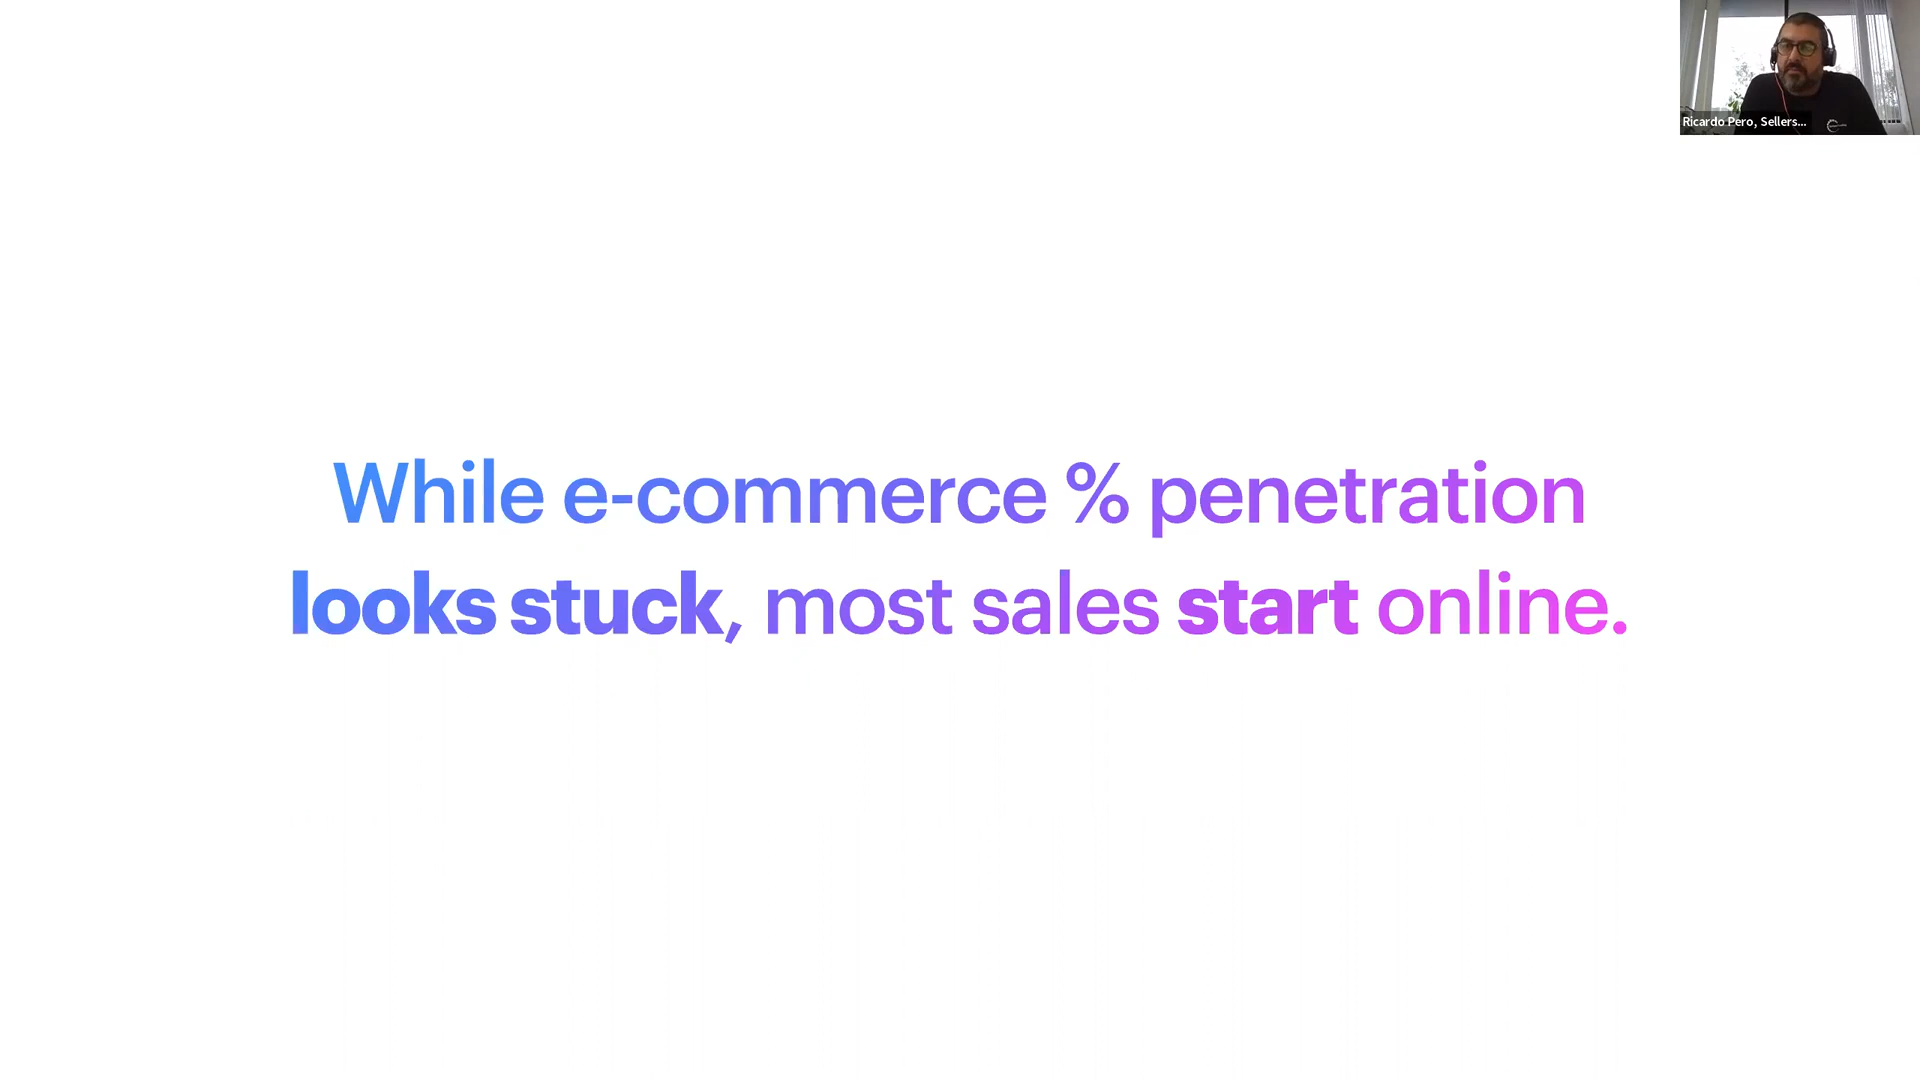 Ricardo Pero, Sellers...
While e-commerce % penetration
looks stuck, most sales start online.